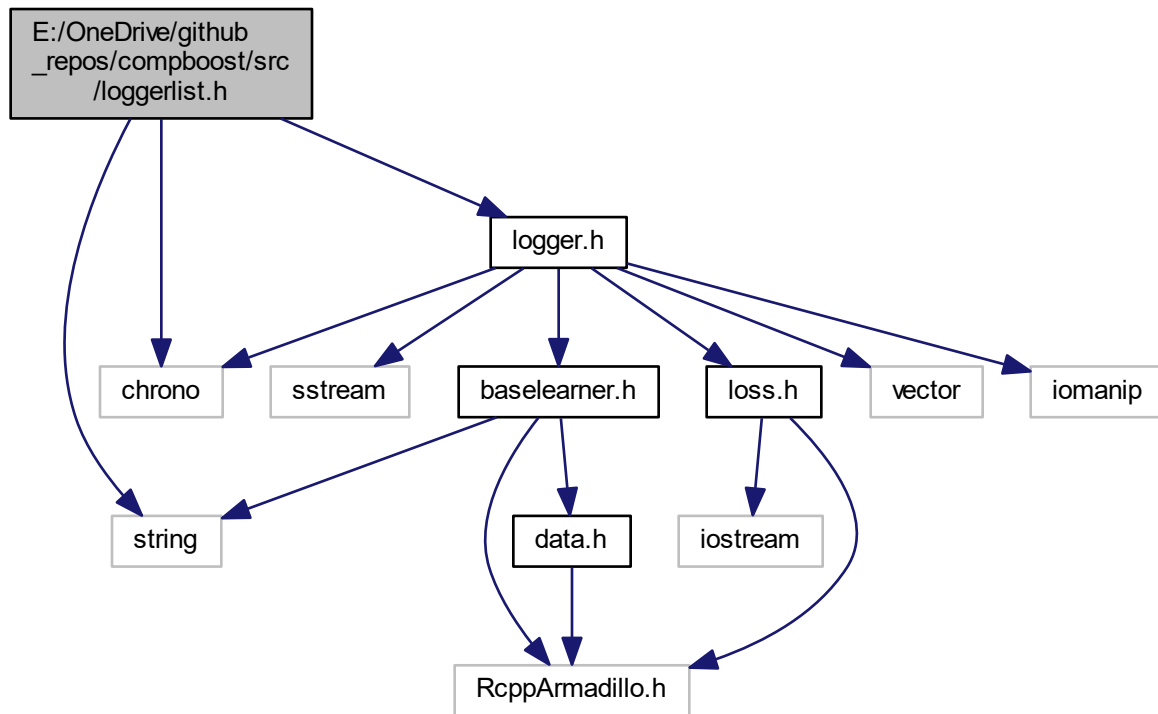 E:/OneDrive/github
_repos/compboost/src
/loggerlist.h
logger.h
chrono
sstream
baselearner.h
loss.h
vector
iomanip
string
data.h
iostream
RcppArmadillo.h